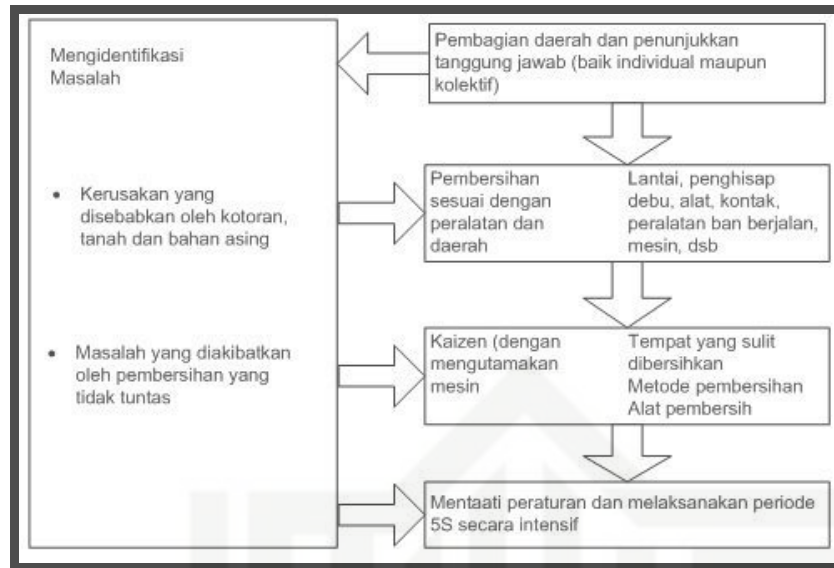 Mengidentifikasi
Masalah
• Kerusakan yang
disebabkan oleh kotoran,
tanah dan bahan asing
• Masalah yang diakibatkan
oleh pembersihan yang
tidak tuntas
Pembagian daerah dan penunjukkan
tanggung jawab (baik individual maupun
kolektif)
Pembersihan
sesuai dengan
peralatan dan
daerah
Lantai, penghisap
debu, alat, kontak,
peralatan ban berjalan,
mesin, dsb
Kaizen (dengan
mengutamakan
mesin
Tempat yang sulit
dibersihkan
Metode pembersihan
Alat pembersih
Mentaati peraturan dan melaksanakan periode
5S secara intensif